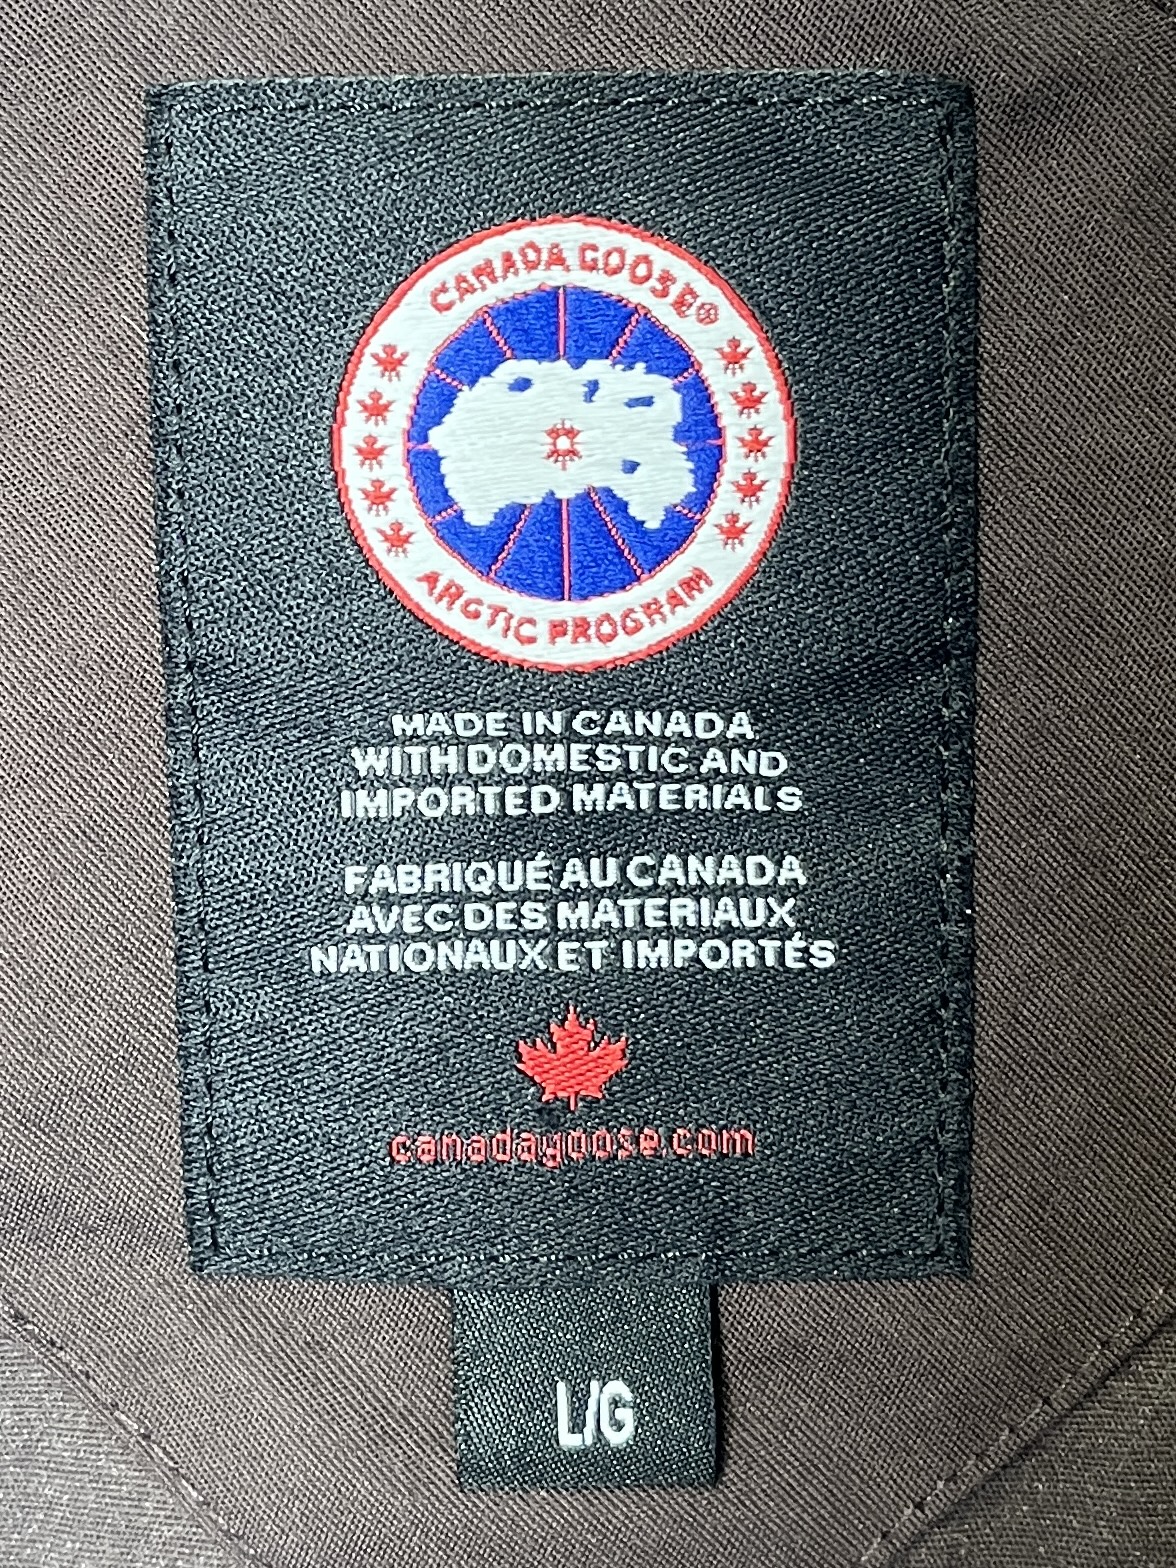 CANADA GOOSE®
ARCTIC PROGRAM
MADE IN CANADA
WITH DOMESTIC AND
IMPORTED MATERIALS
FABRIQUÉ AU CANADA
AVEC DES MATERIAUX
NATIONAUX ET IMPORTÉS
canadagoose.com
L/G